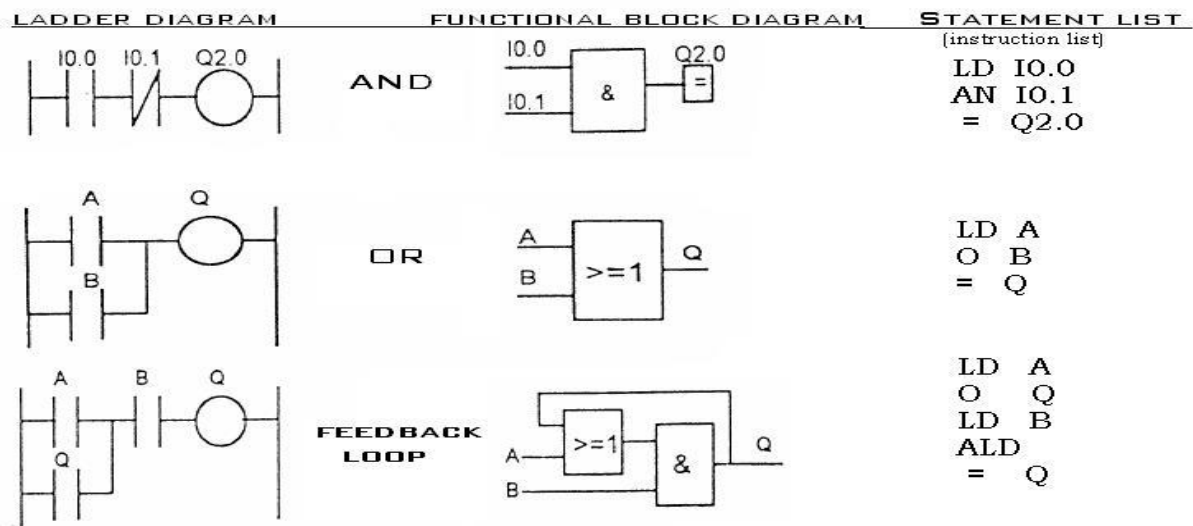 LADDER DIAGRAM FUNCTIONAL BLOCK DIAGRAM STATEMENT LIST
(instruction list)
I0.0 I0.1 Q2.0
AND
I0.0
I0.1
&
Q2.0
=
LD I0.0
AN I0.1
= Q2.0
A Q
B
OR
A
B
>=1
Q
LD A
O B
= Q
A B Q
Q
FEEDBACK
LOOP
A
B
>=1
&
Q
LD A
O Q
LD B
ALD
= Q